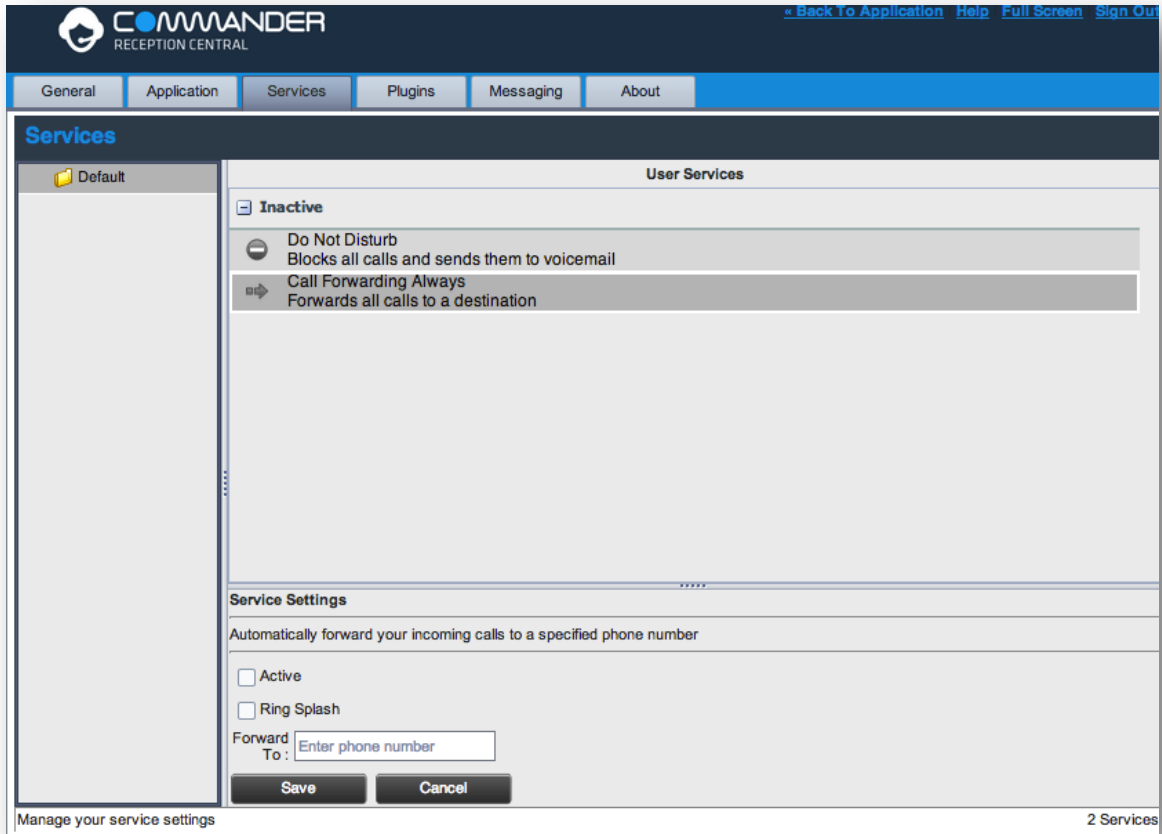 COMMANDER
RECEPTION CENTRAL
« Back To Application Help Full Screen Sign Out
General Application Services Plugins Messaging About
Services
Default
User Services
Inactive
Do Not Disturb
Blocks all calls and sends them to voicemail
Call Forwarding Always
Forwards all calls to a destination
Service Settings
Automatically forward your incoming calls to a specified phone number
Active
Ring Splash
Forward
To :
Enter phone number
Save Cancel
Manage your service settings 2 Services